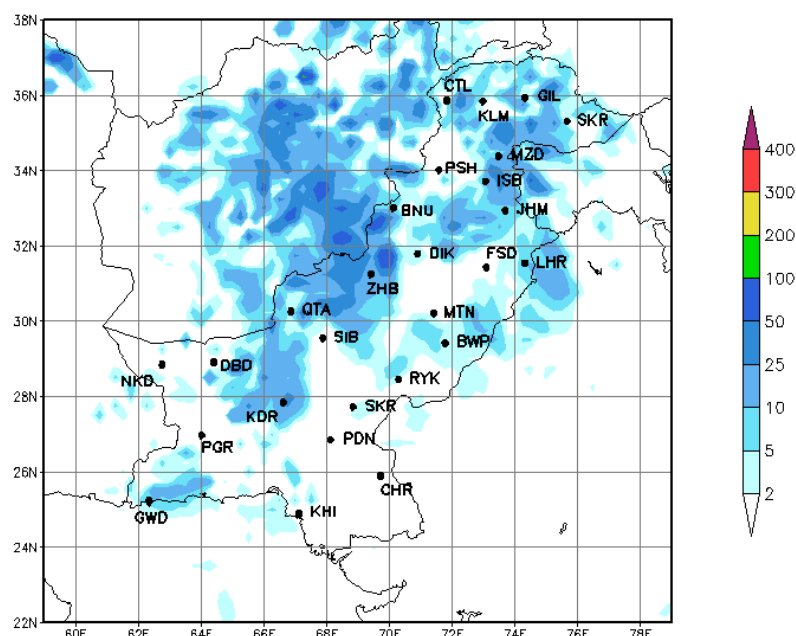 38N
36N
34N
32N
30N
28N
26N
24N
22N
60E
62E
64E
66E
68E
70E
72E
74E
76E
78E
CTL
KLM
GIL
SKR
MZD
PSH
ISB
BNU
JHM
DIK
FSD
LHR
ZHB
QTA
MTN
SIB
BWP
NKD
DBD
RYK
KDR
SKR
PGR
PDN
CHR
GWD
KHI
400
300
200
100
50
25
10
5
2